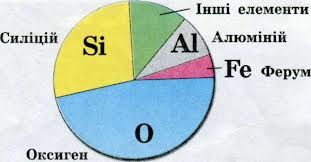 Інші елементи
Силіцій
Si
Al
Алюміній
Fe
Ферум
O
Оксиген